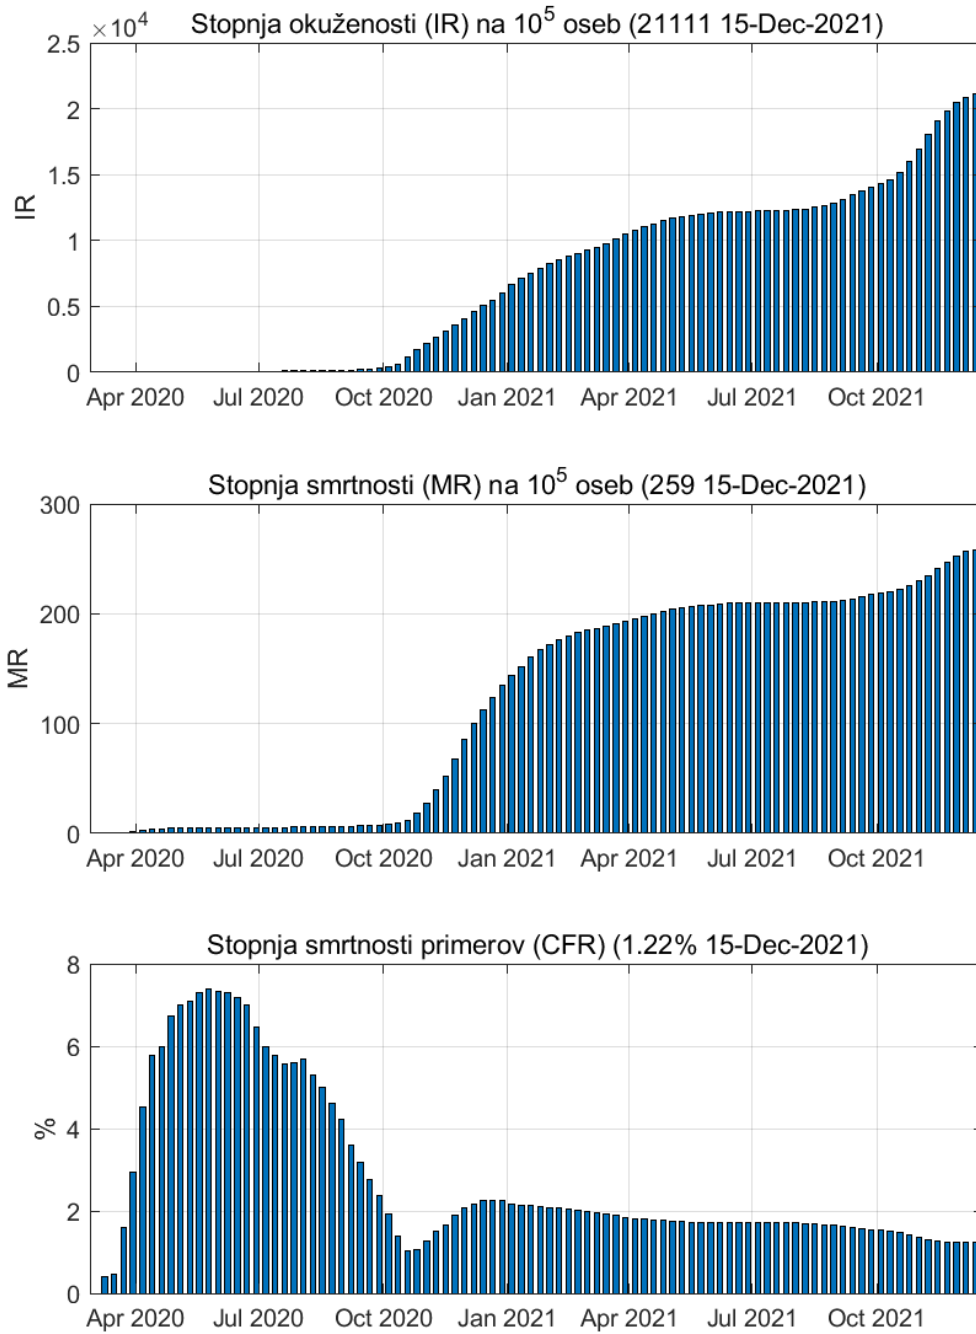 Stopnja okuženosti (IR) na 10^5 oseb (21111 15-Dec-2021)
×10^4
2.5
2
1.5
1
0.5
0
IR
Apr 2020 Jul 2020 Oct 2020 Jan 2021 Apr 2021 Jul 2021 Oct 2021
Stopnja smrtnosti (MR) na 10^5 oseb (259 15-Dec-2021)
300
200
100
0
MR
Apr 2020 Jul 2020 Oct 2020 Jan 2021 Apr 2021 Jul 2021 Oct 2021
Stopnja smrtnosti primerov (CFR) (1.22% 15-Dec-2021)
8
6
4
2
0
%
Apr 2020 Jul 2020 Oct 2020 Jan 2021 Apr 2021 Jul 2021 Oct 2021